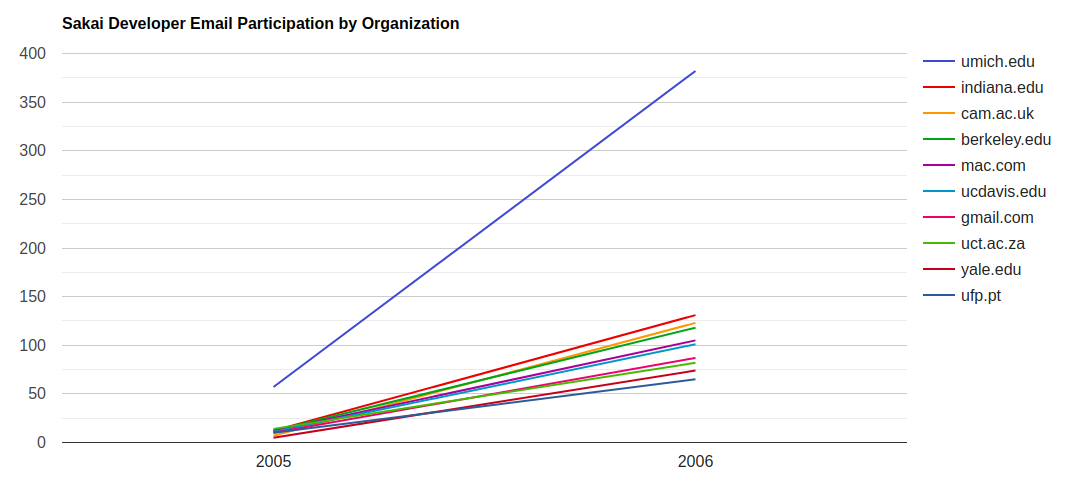 Sakai Developer Email Participation by Organization
400
350
300
250
200
150
100
50
0
2005
2006
umich.edu
indiana.edu
cam.ac.uk
berkeley.edu
mac.com
ucdavis.edu
gmail.com
uct.ac.za
yale.edu
ufp.pt